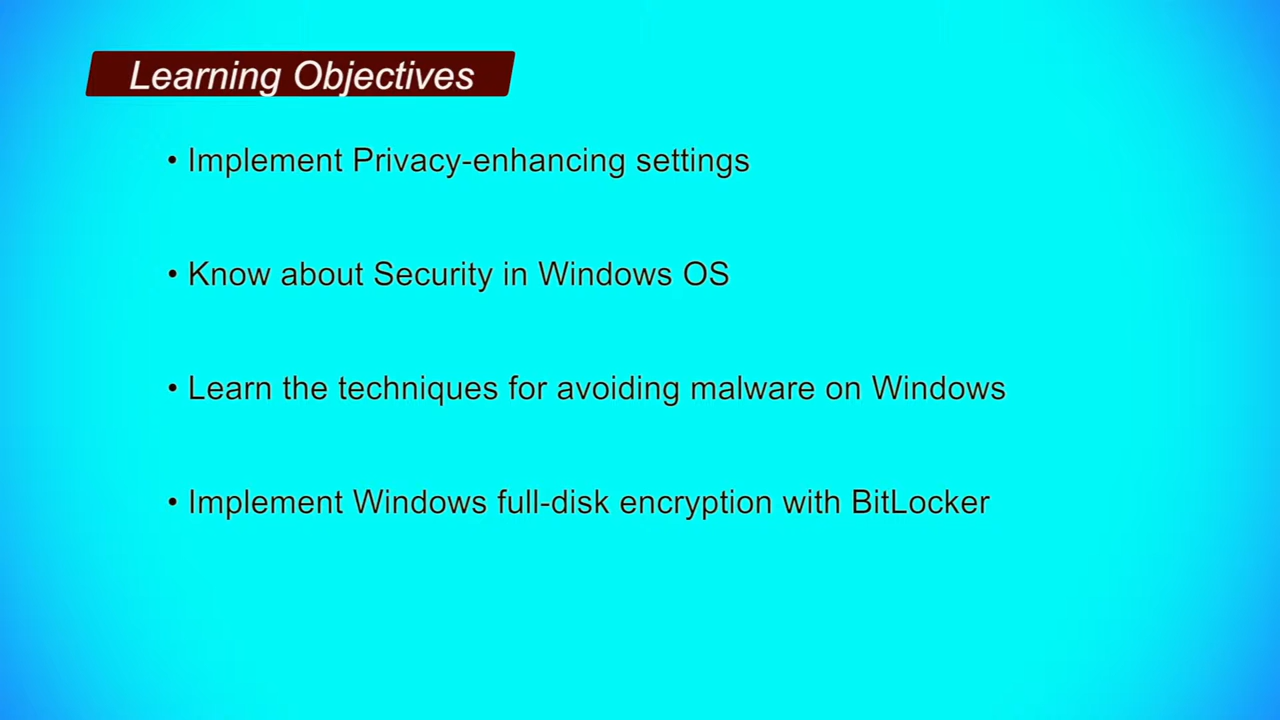 Learning Objectives
• Implement Privacy-enhancing settings
• Know about Security in Windows OS
• Learn the techniques for avoiding malware on Windows
• Implement Windows full-disk encryption with BitLocker